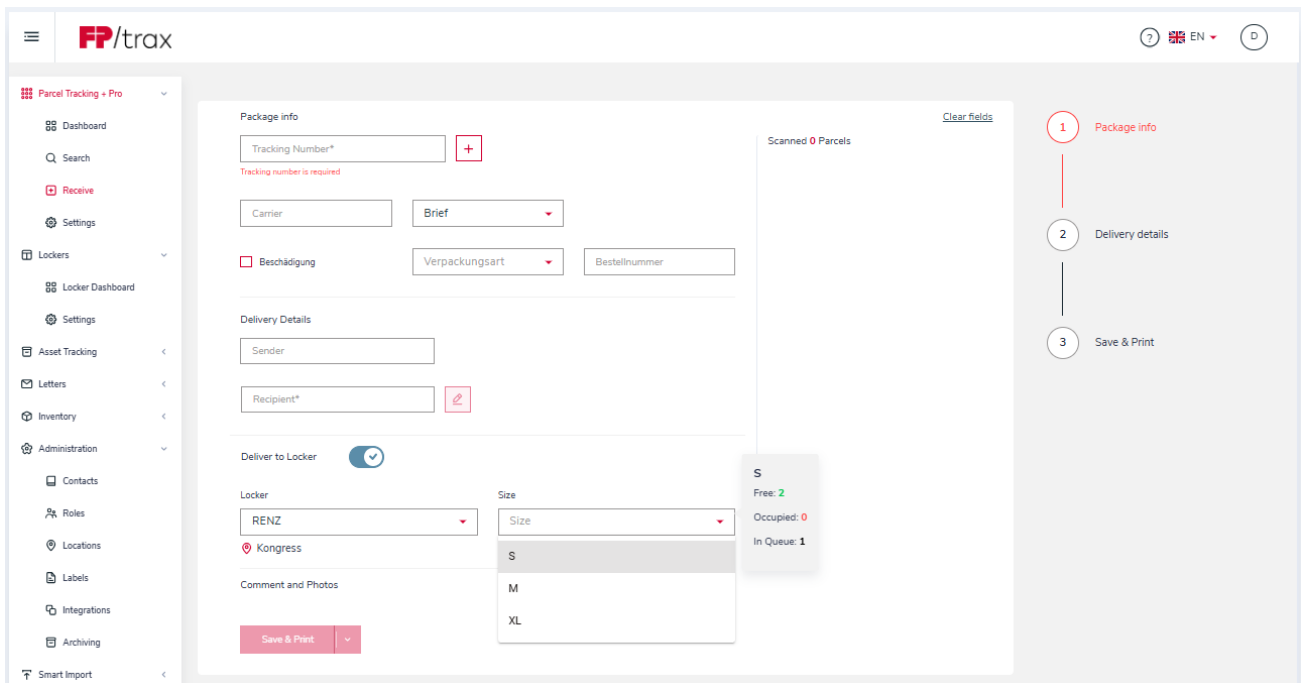 FP/trax
? EN D
Parcel Tracking + Pro
Dashboard
Search
Receive
Settings
Lockers
Locker Dashboard
Settings
Asset Tracking
Letters
Inventory
Administration
Contacts
Roles
Locations
Labels
Integrations
Archiving
Smart Import
Package info
Clear fields
Tracking Number*
+
Tracking number is required
Scanned 0 Parcels
Carrier
Brief
Beschädigung
Verpackungsart
Bestellnummer
Delivery Details
Sender
Recipient*
Deliver to Locker
Locker
Size
RENZ
Size
Kongress
S
M
XL
S
Free: 2
Occupied: 0
In Queue: 1
Comment and Photos
Save & Print
1 Package info
2 Delivery details
3 Save & Print